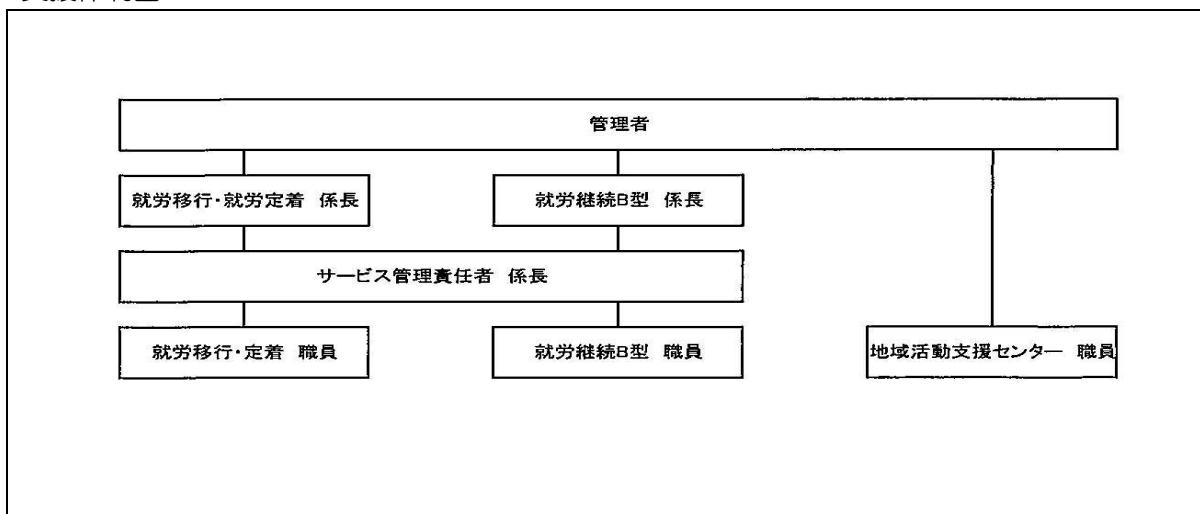 管理者
就労移行・就労定着 係長
就労継続B型 係長
サービス管理責任者 係長
就労移行・定着 職員
就労継続B型 職員
地域活動支援センター 職員